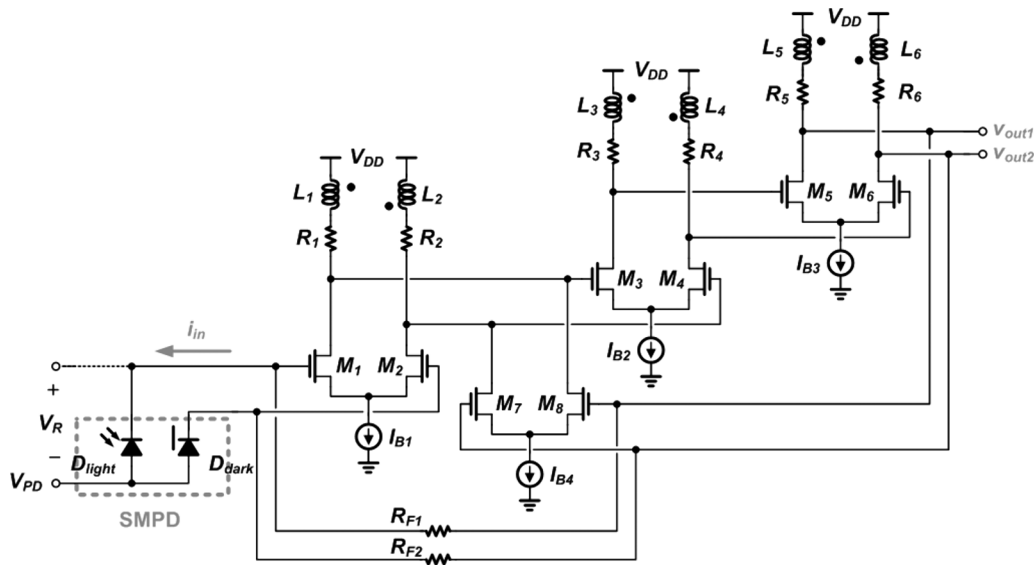 V_DD
L_5 L_6
R_5 R_6
V_DD
L_3 L_4
R_3 R_4
v_out1
v_out2
V_DD
L_1 L_2
R_1 R_2
M_5 M_6
I_B3
M_3 M_4
I_B2
i_in
M_1 M_2
+
V_R
–
I_B1
M_7 M_8
D_light D_dark
V_PD
I_B4
SMPD
R_F1
R_F2